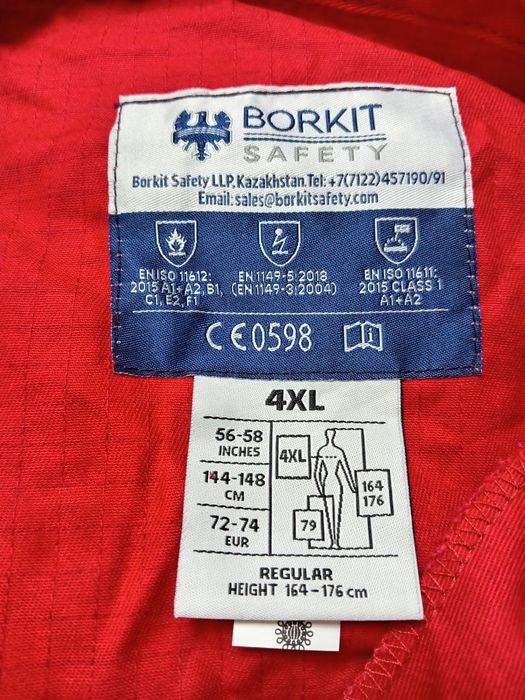 BORKIT
SAFETY
Borkit Safety LLP, Kazakhstan. Tel: +7(7122)457190/91
Email: sales@borkitsafety.com
EN ISO 11612:
2015 A1+A2, B1,
C1, E2, F1
EN 1149-5:2018
(EN 1149-3:2004)
EN ISO 11611:
2015 CLASS 1
A1+A2
CE 0598
i
4XL
56-58
INCHES
144-148
CM
72-74
EUR
4XL
164
176
79
REGULAR
HEIGHT 164-176 cm